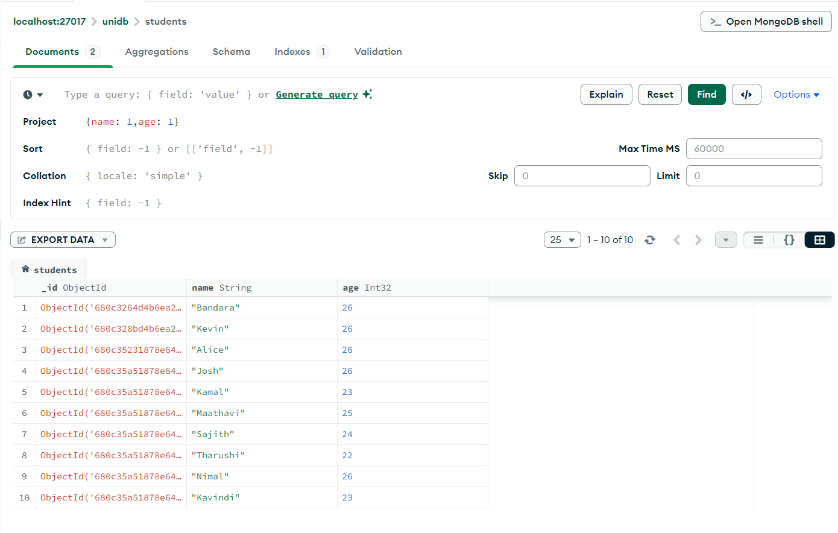 localhost:27017 > unidb > students
>_ Open MongoDB shell
Documents 2 Aggregations Schema Indexes 1 Validation
Type a query: { field: 'value' } or Generate query
Explain Reset Find </> Options
Project {name: 1,age: 1}
Sort { field: -1 } or [['field', -1]] Max Time MS 60000
Collation { locale: 'simple' } Skip 0 Limit 0
Index Hint { field: -1 }
EXPORT DATA 25 1 – 10 of 10 {}
students
_id ObjectId name String age Int32
1 ObjectId('680c3264d4b6ea2… "Bandara" 26
2 ObjectId('680c328bd4b6ea2… "Kevin" 26
3 ObjectId('680c35231878e64… "Alice" 26
4 ObjectId('680c35a51878e64… "Josh" 26
5 ObjectId('680c35a51878e64… "Kamal" 23
6 ObjectId('680c35a51878e64… "Maathavi" 25
7 ObjectId('680c35a51878e64… "Sajith" 24
8 ObjectId('680c35a51878e64… "Tharushi" 22
9 ObjectId('680c35a51878e64… "Nimal" 26
10 ObjectId('680c35a51878e64… "Kavindi" 23